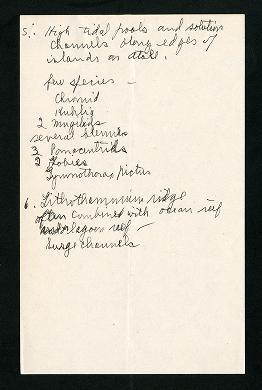 5. High tidal pools and solution
channels along edges of
islands on atoll.
few species —
Chromid
Kuhlia
2 Mugiloids
several blennies
3 Pomacentrids
2 Gobies
Gymnothorax pictus
6. Lithothamnium ridge
often combined with ocean reef
lagoon reef —
Surge channels